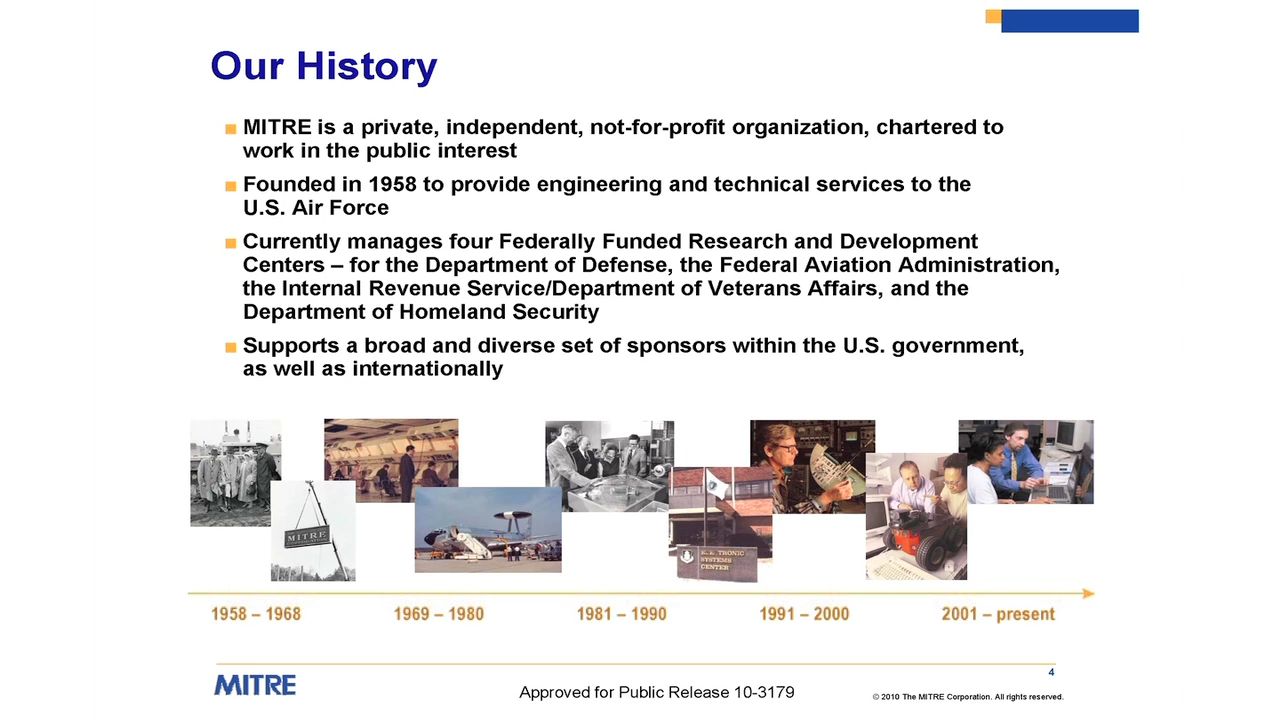 Our History
MITRE is a private, independent, not-for-profit organization, chartered to
work in the public interest
Founded in 1958 to provide engineering and technical services to the
U.S. Air Force
Currently manages four Federally Funded Research and Development
Centers – for the Department of Defense, the Federal Aviation Administration,
the Internal Revenue Service/Department of Veterans Affairs, and the
Department of Homeland Security
Supports a broad and diverse set of sponsors within the U.S. government,
as well as internationally
MITRE
SYSTEMS
CENTER
1958 – 1968
1969 – 1980
1981 – 1990
1991 – 2000
2001 – present
4
MITRE
Approved for Public Release 10-3179
© 2010 The MITRE Corporation. All rights reserved.